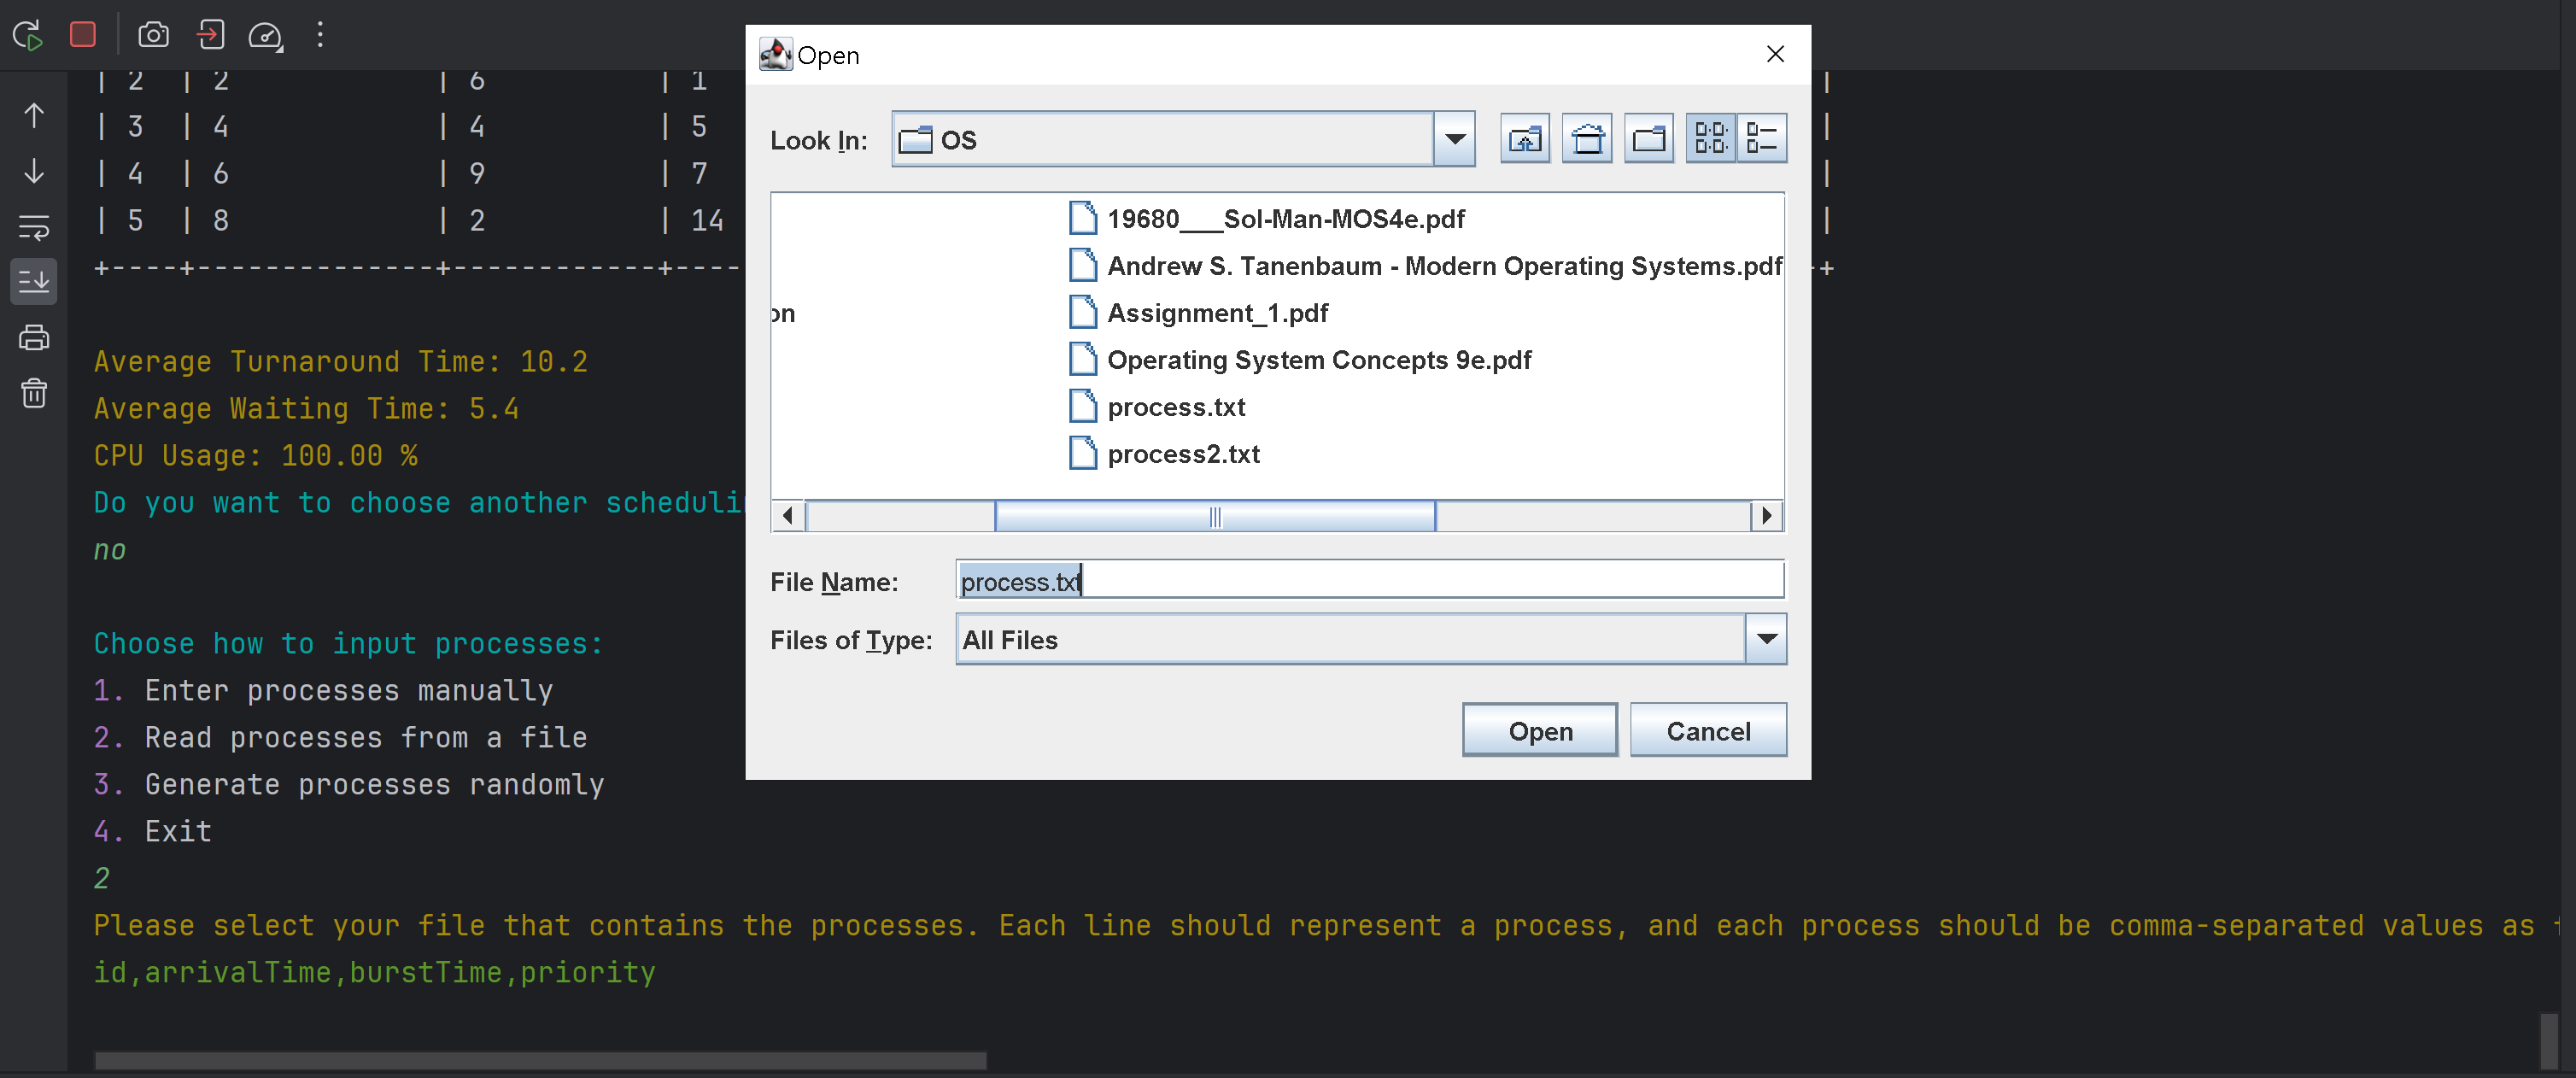 | 2  | 2            | 6          | 1 |
| 3  | 4            | 4          | 5 |
| 4  | 6            | 9          | 7 |
| 5  | 8            | 2          | 14 |
+----+--------------+------------+---- +
Average Turnaround Time: 10.2
Average Waiting Time: 5.4
CPU Usage: 100.00 %
Do you want to choose another
no
Choose how to input processes:
1. Enter processes manually
2. Read processes from a file
3. Generate processes randomly
4. Exit
2
Please select your file that contains the processes. Each line should represent a process, and each process should be comma-separated values as
id,arrivalTime,burstTime,priority
Open
Look In: OS
19680___Sol-Man-MOS4e.pdf
Andrew S. Tanenbaum - Modern Operating Systems.pdf
on
Assignment_1.pdf
Operating System Concepts 9e.pdf
process.txt
process2.txt
File Name: process.txt
Files of Type: All Files
Open
Cancel